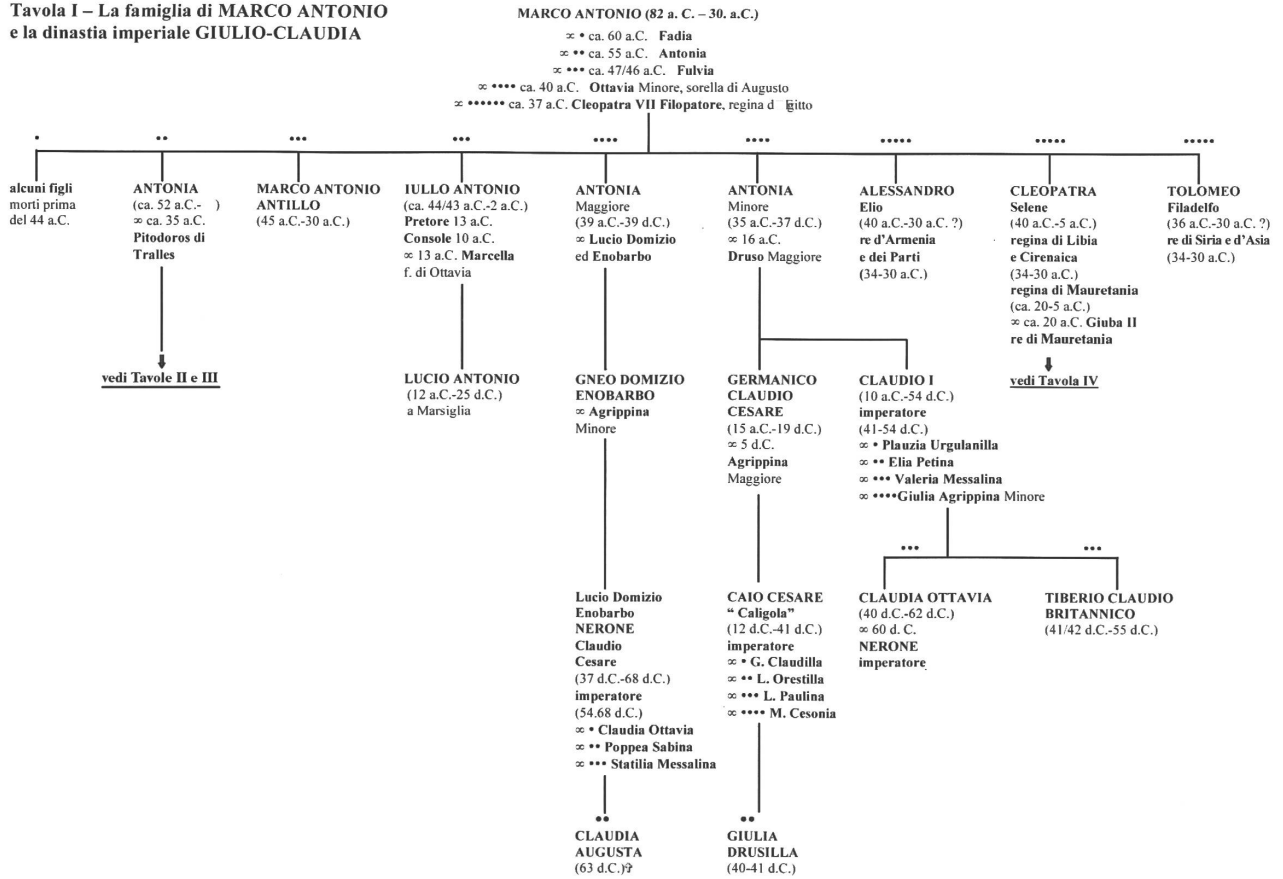 Tavola I – La famiglia di MARCO ANTONIO
e la dinastia imperiale GIULIO-CLAUDIA
MARCO ANTONIO (82 a. C. – 30. a.C.)
∞ • ca. 60 a.C. Fadia
∞ •• ca. 55 a.C. Antonia
∞ ••• ca. 47/46 a.C. Fulvia
∞ •••• ca. 40 a.C. Ottavia Minore, sorella di Augusto
∞ •••••• ca. 37 a.C. Cleopatra VII Filopatore, regina d gitto
•
••
•••
•••
••••
••••
•••••
•••••
•••••
alcuni figli
morti prima
del 44 a.C.
ANTONIA
(ca. 52 a.C.- )
∞ ca. 35 a.C.
Pitodoros di
Tralles
vedi Tavole II e III
MARCO ANTONIO
ANTILLO
(45 a.C.-30 a.C.)
IULLO ANTONIO
(ca. 44/43 a.C.-2 a.C.)
Pretore 13 a.C.
Console 10 a.C.
∞ 13 a.C. Marcella
f. di Ottavia
LUCIO ANTONIO
(12 a.C.-25 d.C.)
a Marsiglia
ANTONIA
Maggiore
(39 a.C.-39 d.C.)
∞ Lucio Domizio
ed Enobarbo
GNEO DOMIZIO
ENOBARBO
∞ Agrippina
Minore
Lucio Domizio
Enobarbo
NERONE
Claudio
Cesare
(37 d.C.-68 d.C.)
imperatore
(54.68 d.C.)
∞ • Claudia Ottavia
∞ •• Poppea Sabina
∞ ••• Statilia Messalina
••
CLAUDIA
AUGUSTA
(63 d.C.)✞
ANTONIA
Minore
(35 a.C.-37 d.C.)
∞ 16 a.C.
Druso Maggiore
GERMANICO
CLAUDIO
CESARE
(15 a.C.-19 d.C.)
∞ 5 d.C.
Agrippina
Maggiore
CAIO CESARE
“ Caligola”
(12 d.C.-41 d.C.)
imperatore
∞ • G. Claudilla
∞ •• L. Orestilla
∞ ••• L. Paulina
∞ •••• M. Cesonia
••
GIULIA
DRUSILLA
(40-41 d.C.)
CLAUDIO I
(10 a.C.-54 d.C.)
imperatore
(41-54 d.C.)
∞ • Plauzia Urgulanilla
∞ •• Elia Petina
∞ ••• Valeria Messalina
∞ ••••Giulia Agrippina Minore
•••
•••
CLAUDIA OTTAVIA
(40 d.C.-62 d.C.)
∞ 60 d. C.
NERONE
imperatore
TIBERIO CLAUDIO
BRITANNICO
(41/42 d.C.-55 d.C.)
ALESSANDRO
Elio
(40 a.C.-30 a.C. ?)
re d'Armenia
e dei Parti
(34-30 a.C.)
CLEOPATRA
Selene
(40 a.C.-5 a.C.)
regina di Libia
e Cirenaica
(34-30 a.C.)
regina di Mauretania
(ca. 20-5 a.C.)
∞ ca. 20 a.C. Giuba II
re di Mauretania
vedi Tavola IV
TOLOMEO
Filadelfo
(36 a.C.-30 a.C. ?)
re di Siria e d'Asia
(34-30 a.C.)